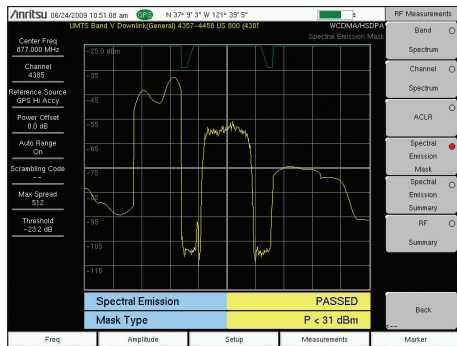 Anritsu 06/24/2009 10:51:08 am GPS N 37° 9' 3" W 121° 39' 5"
RF Measurements
UMTS Band V Downlink(General) 4357-4458 US 800 (438!
WCDMA/HSDPA
Spectral Emission Mask
Center Freq
877.000 MHz
Channel
4385
Reference Source
GPS Hi Accy
Power Offset
0.0 dB
Auto Range
On
Scrambling Code
--
Max Spread
512
Threshold
-23.2 dB
-25.0 dBm
-35
-45
-55
-65
-75
-85
-95
-105
-115
Band
Spectrum
Channel
Spectrum
ACLR
Spectral
Emission
Mask
Spectral
Emission
Summary
RF
Summary
Back
<--
Spectral Emission PASSED
Mask Type P < 31 dBm
Freq Amplitude Setup Measurements Marker